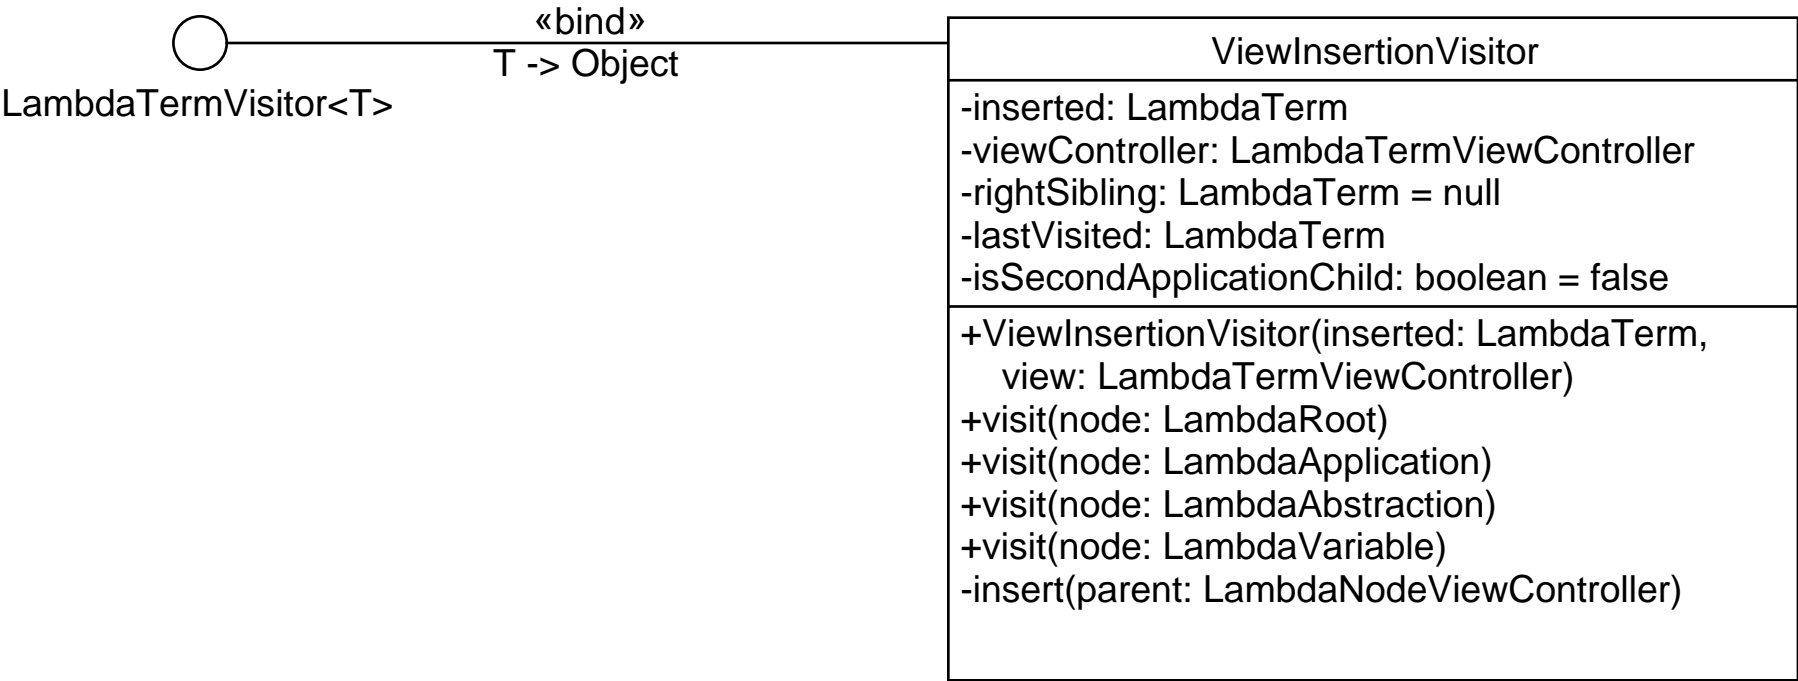 «bind»
T -> Object
LambdaTermVisitor<T>
ViewInsertionVisitor
-inserted: LambdaTerm
-viewController: LambdaTermViewController
-rightSibling: LambdaTerm = null
-lastVisited: LambdaTerm
-isSecondApplicationChild: boolean = false
+ViewInsertionVisitor(inserted: LambdaTerm,
view: LambdaTermViewController)
+visit(node: LambdaRoot)
+visit(node: LambdaApplication)
+visit(node: LambdaAbstraction)
+visit(node: LambdaVariable)
-insert(parent: LambdaNodeViewController)